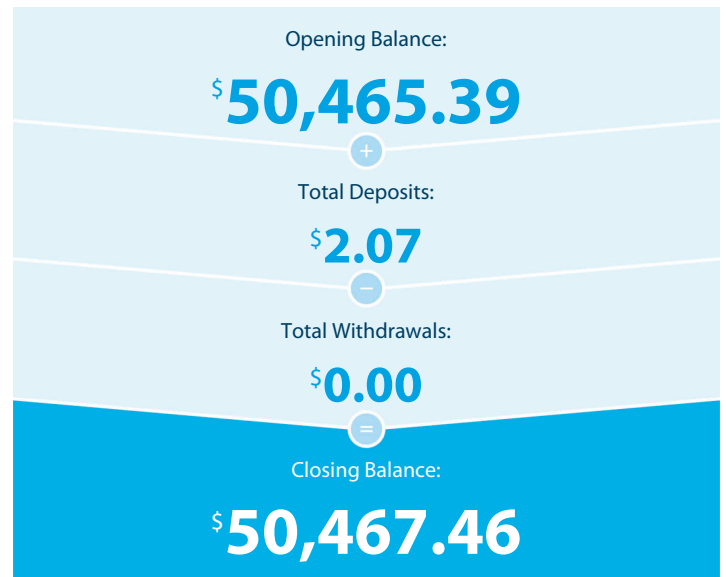 Opening Balance:
$50,465.39
+
Total Deposits:
$2.07
−
Total Withdrawals:
$0.00
=
Closing Balance:
$50,467.46